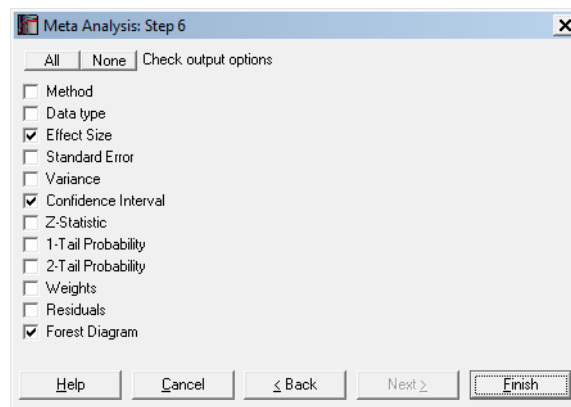 Meta Analysis: Step 6
All None Check output options
Method
Data type
Effect Size
Standard Error
Variance
Confidence Interval
Z-Statistic
1-Tail Probability
2-Tail Probability
Weights
Residuals
Forest Diagram
Help Cancel < Back Next > Finish